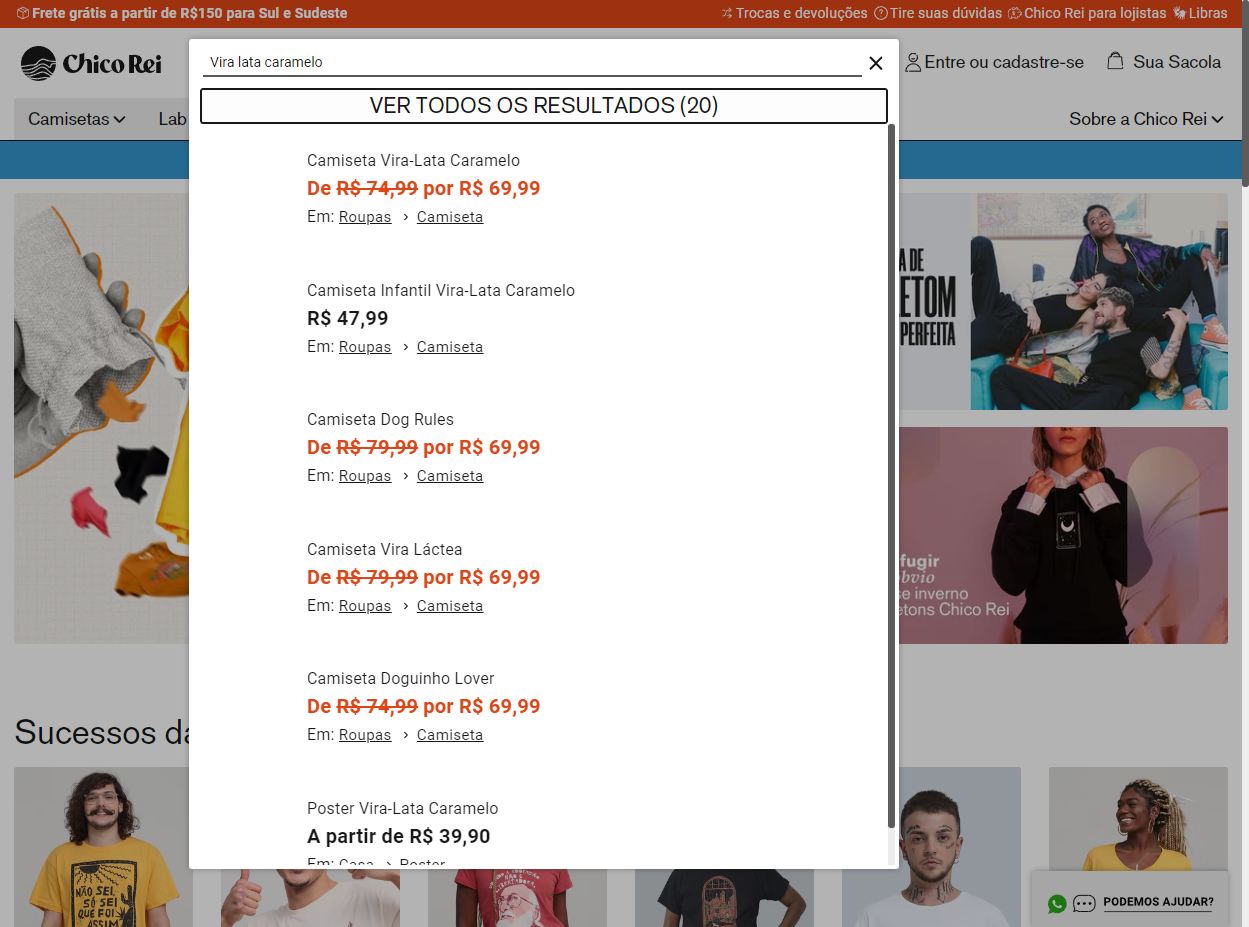 Frete grátis a partir de R$150 para Sul e Sudeste
Trocas e devoluções
Tire suas dúvidas
Chico Rei para lojistas
Libras
Chico Rei
Vira lata caramelo
Entre ou cadastre-se
Sua Sacola
VER TODOS OS RESULTADOS (20)
Camisetas
Lab
Sobre a Chico Rei
Camiseta Vira-Lata Caramelo
De R$ 74,99 por R$ 69,99
Em: Roupas › Camiseta
Camiseta Infantil Vira-Lata Caramelo
R$ 47,99
Em: Roupas › Camiseta
Camiseta Dog Rules
De R$ 79,99 por R$ 69,99
Em: Roupas › Camiseta
Camiseta Vira Láctea
De R$ 79,99 por R$ 69,99
Em: Roupas › Camiseta
Camiseta Doguinho Lover
De R$ 74,99 por R$ 69,99
Em: Roupas › Camiseta
Poster Vira-Lata Caramelo
A partir de R$ 39,90
Em: Casa › Poster
A DE
ETOM
PERFEITA
fugir
óbvio
se inverno
etons Chico Rei
Sucessos da
NÃO SEI
SÓ SEI
QUE FOI
ASSIM
PODEMOS AJUDAR?